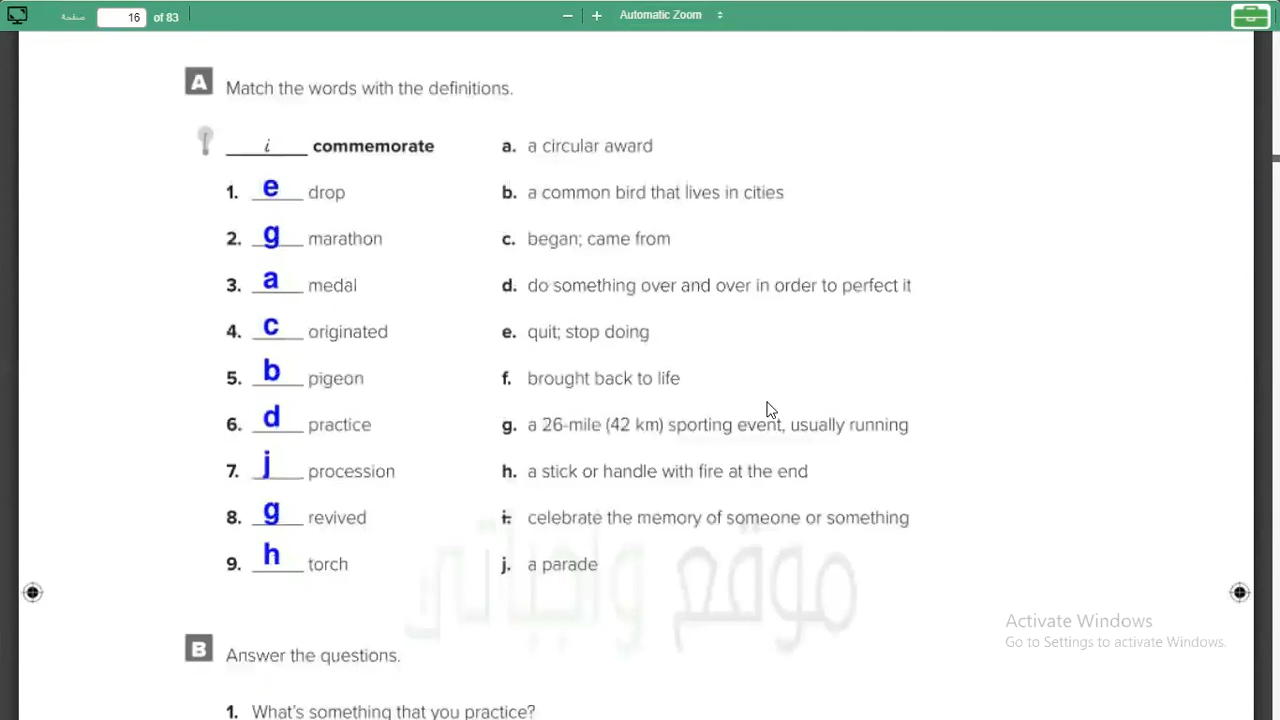 صفحة 16 of 83 − + Automatic Zoom
A Match the words with the definitions.
i commemorate a. a circular award
1. e drop b. a common bird that lives in cities
2. g marathon c. began; came from
3. a medal d. do something over and over in order to perfect it
4. c originated e. quit; stop doing
5. b pigeon f. brought back to life
6. d practice g. a 26-mile (42 km) sporting event, usually running
7. j procession h. a stick or handle with fire at the end
8. g revived i. celebrate the memory of someone or something
9. h torch j. a parade
موقع واجباتي
Activate Windows
Go to Settings to activate Windows.
B Answer the questions.
1. What's something that you practice?